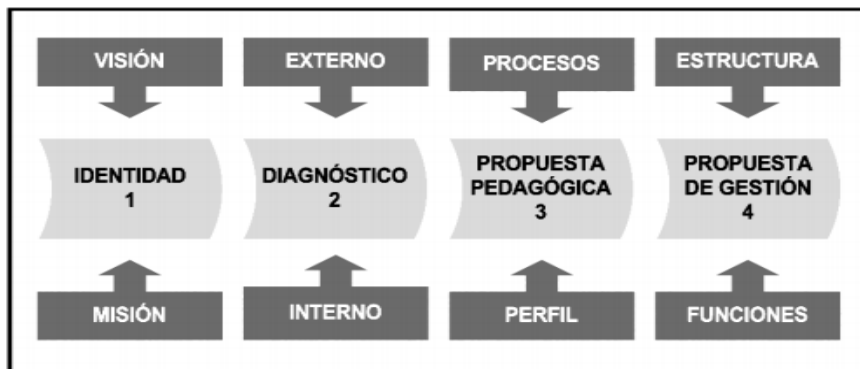 VISIÓN
EXTERNO
PROCESOS
ESTRUCTURA
IDENTIDAD
1
DIAGNÓSTICO
2
PROPUESTA
PEDAGÓGICA
3
PROPUESTA
DE GESTIÓN
4
MISIÓN
INTERNO
PERFIL
FUNCIONES